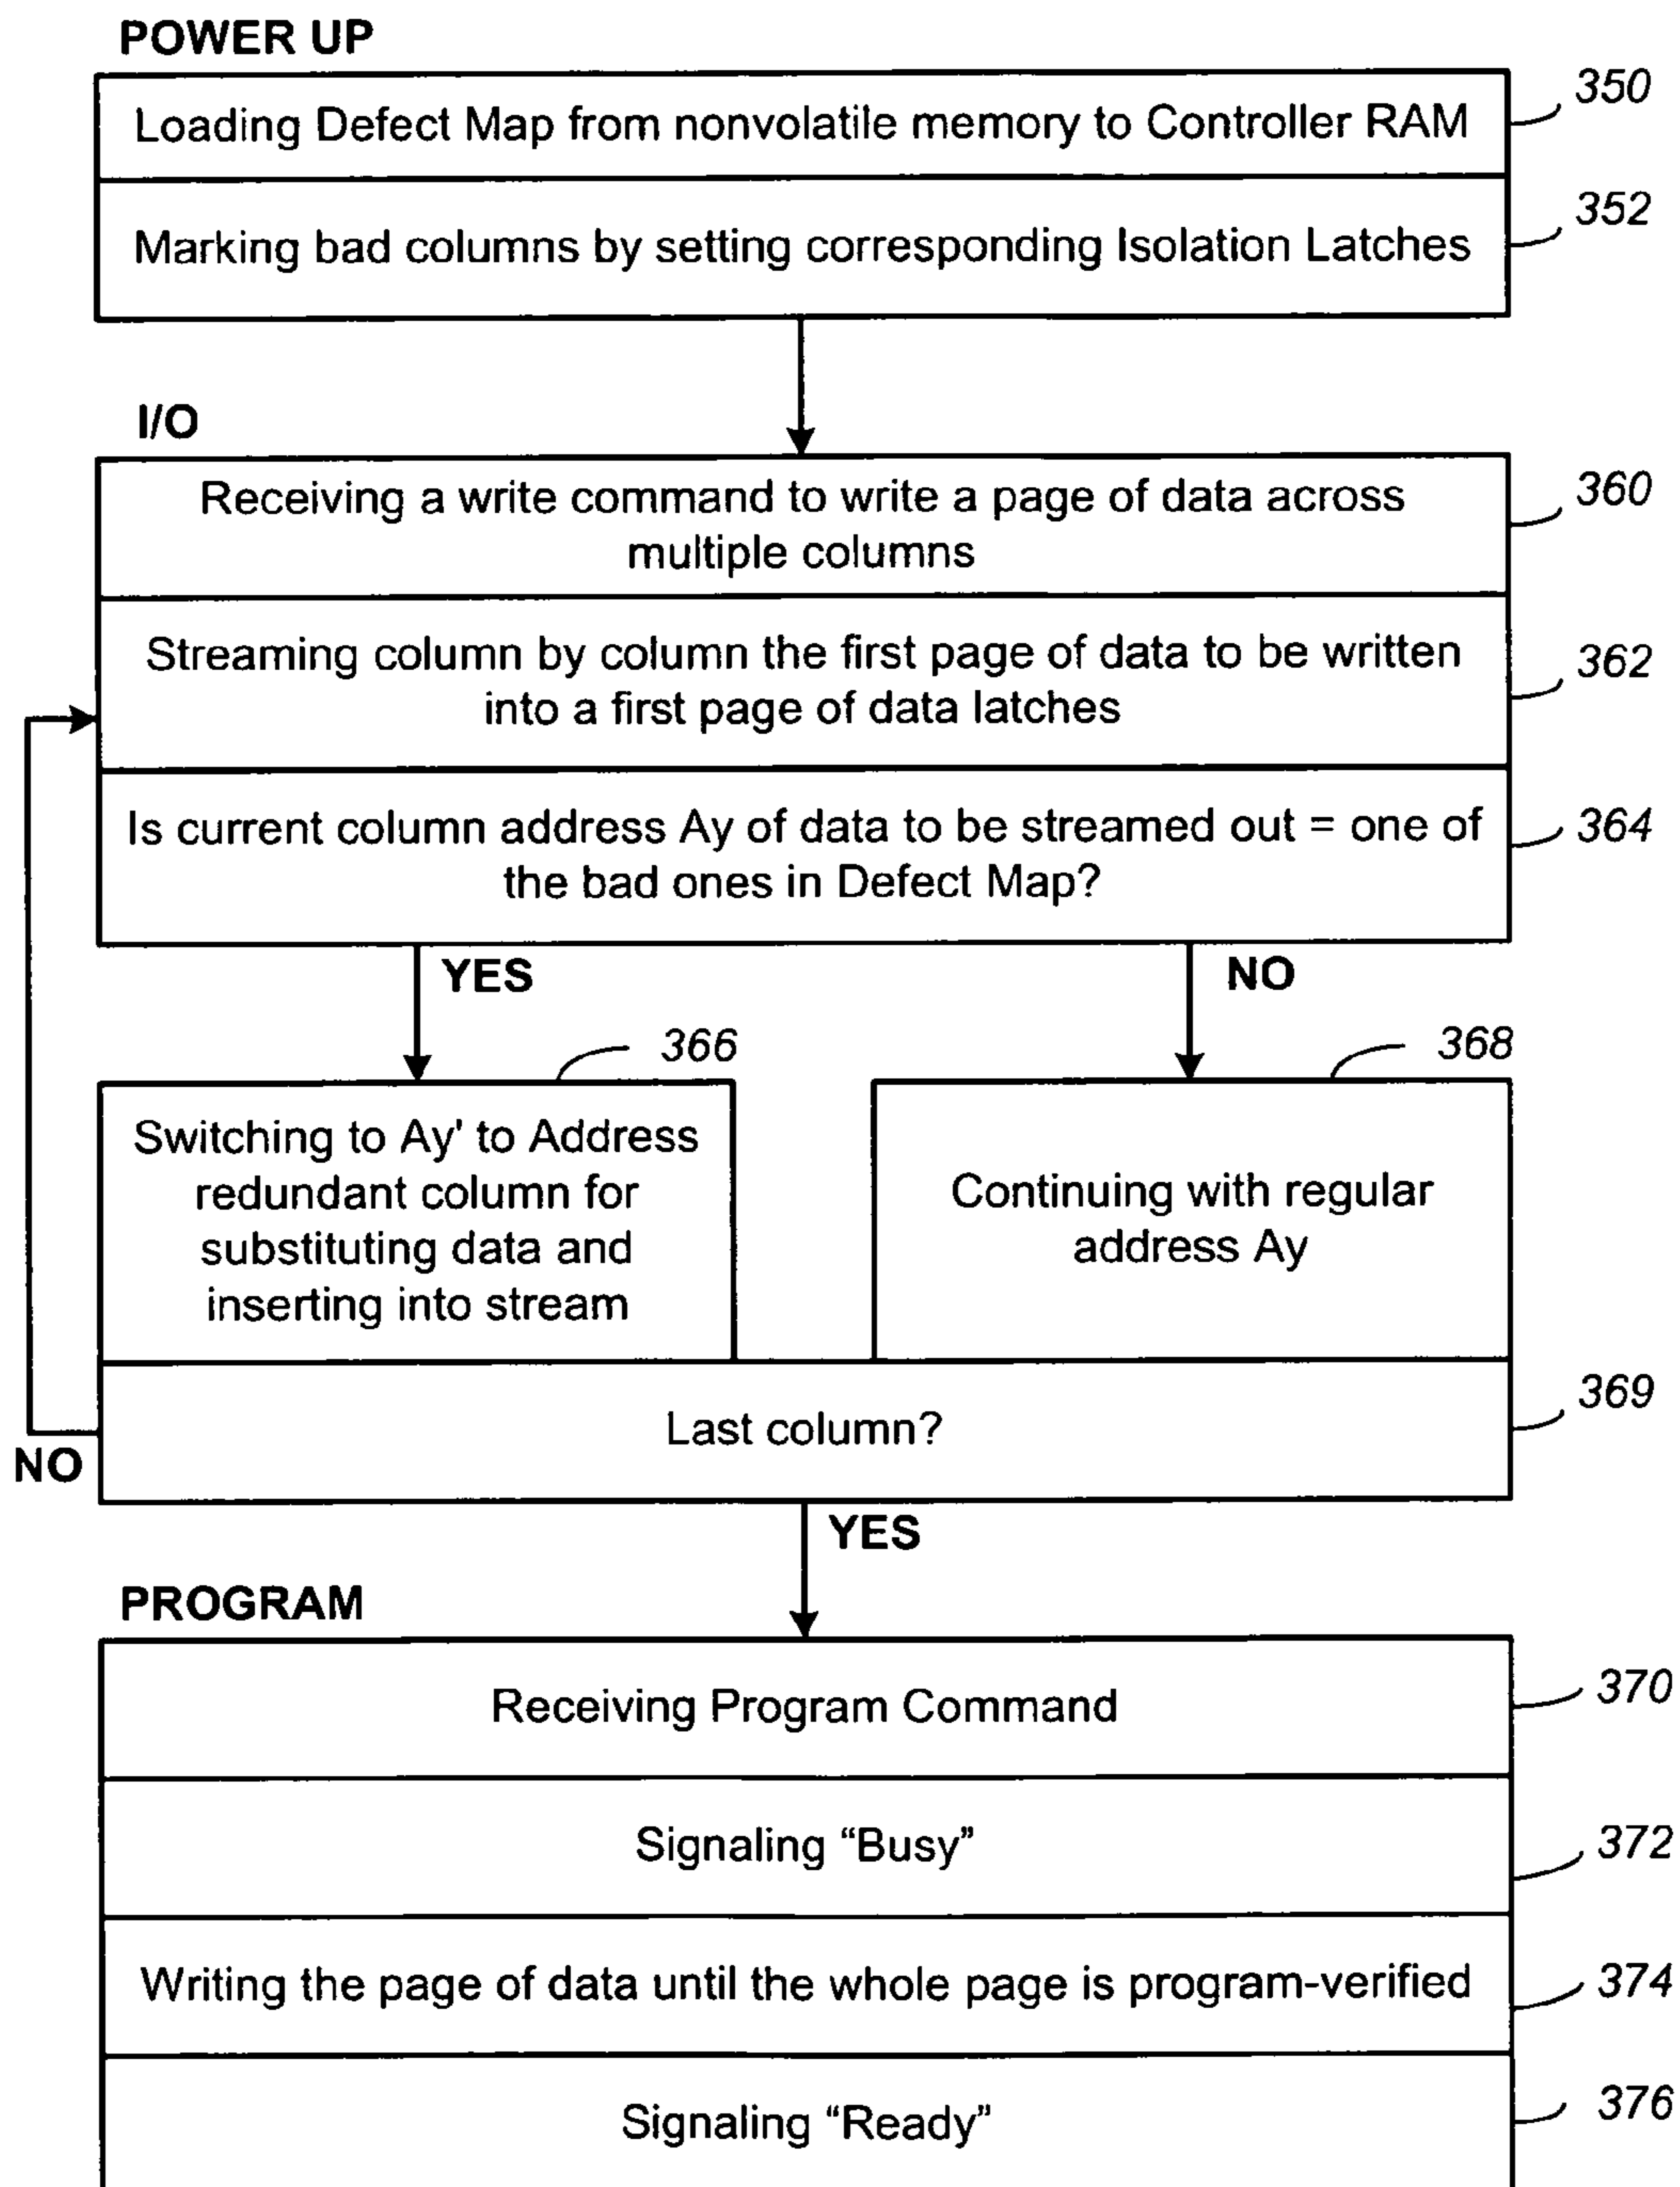 POWER UP
Loading Defect Map from nonvolatile memory to Controller RAM
350
Marking bad columns by setting corresponding Isolation Latches
352
I/O
Receiving a write command to write a page of data across
multiple columns
360
Streaming column by column the first page of data to be written
into a first page of data latches
362
Is current column address Ay of data to be streamed out = one of
the bad ones in Defect Map?
364
YES
NO
366
368
Switching to Ay' to Address
redundant column for
substituting data and
inserting into stream
Continuing with regular
address Ay
Last column?
369
NO
YES
PROGRAM
Receiving Program Command
370
Signaling “Busy”
372
Writing the page of data until the whole page is program-verified
374
Signaling “Ready”
376